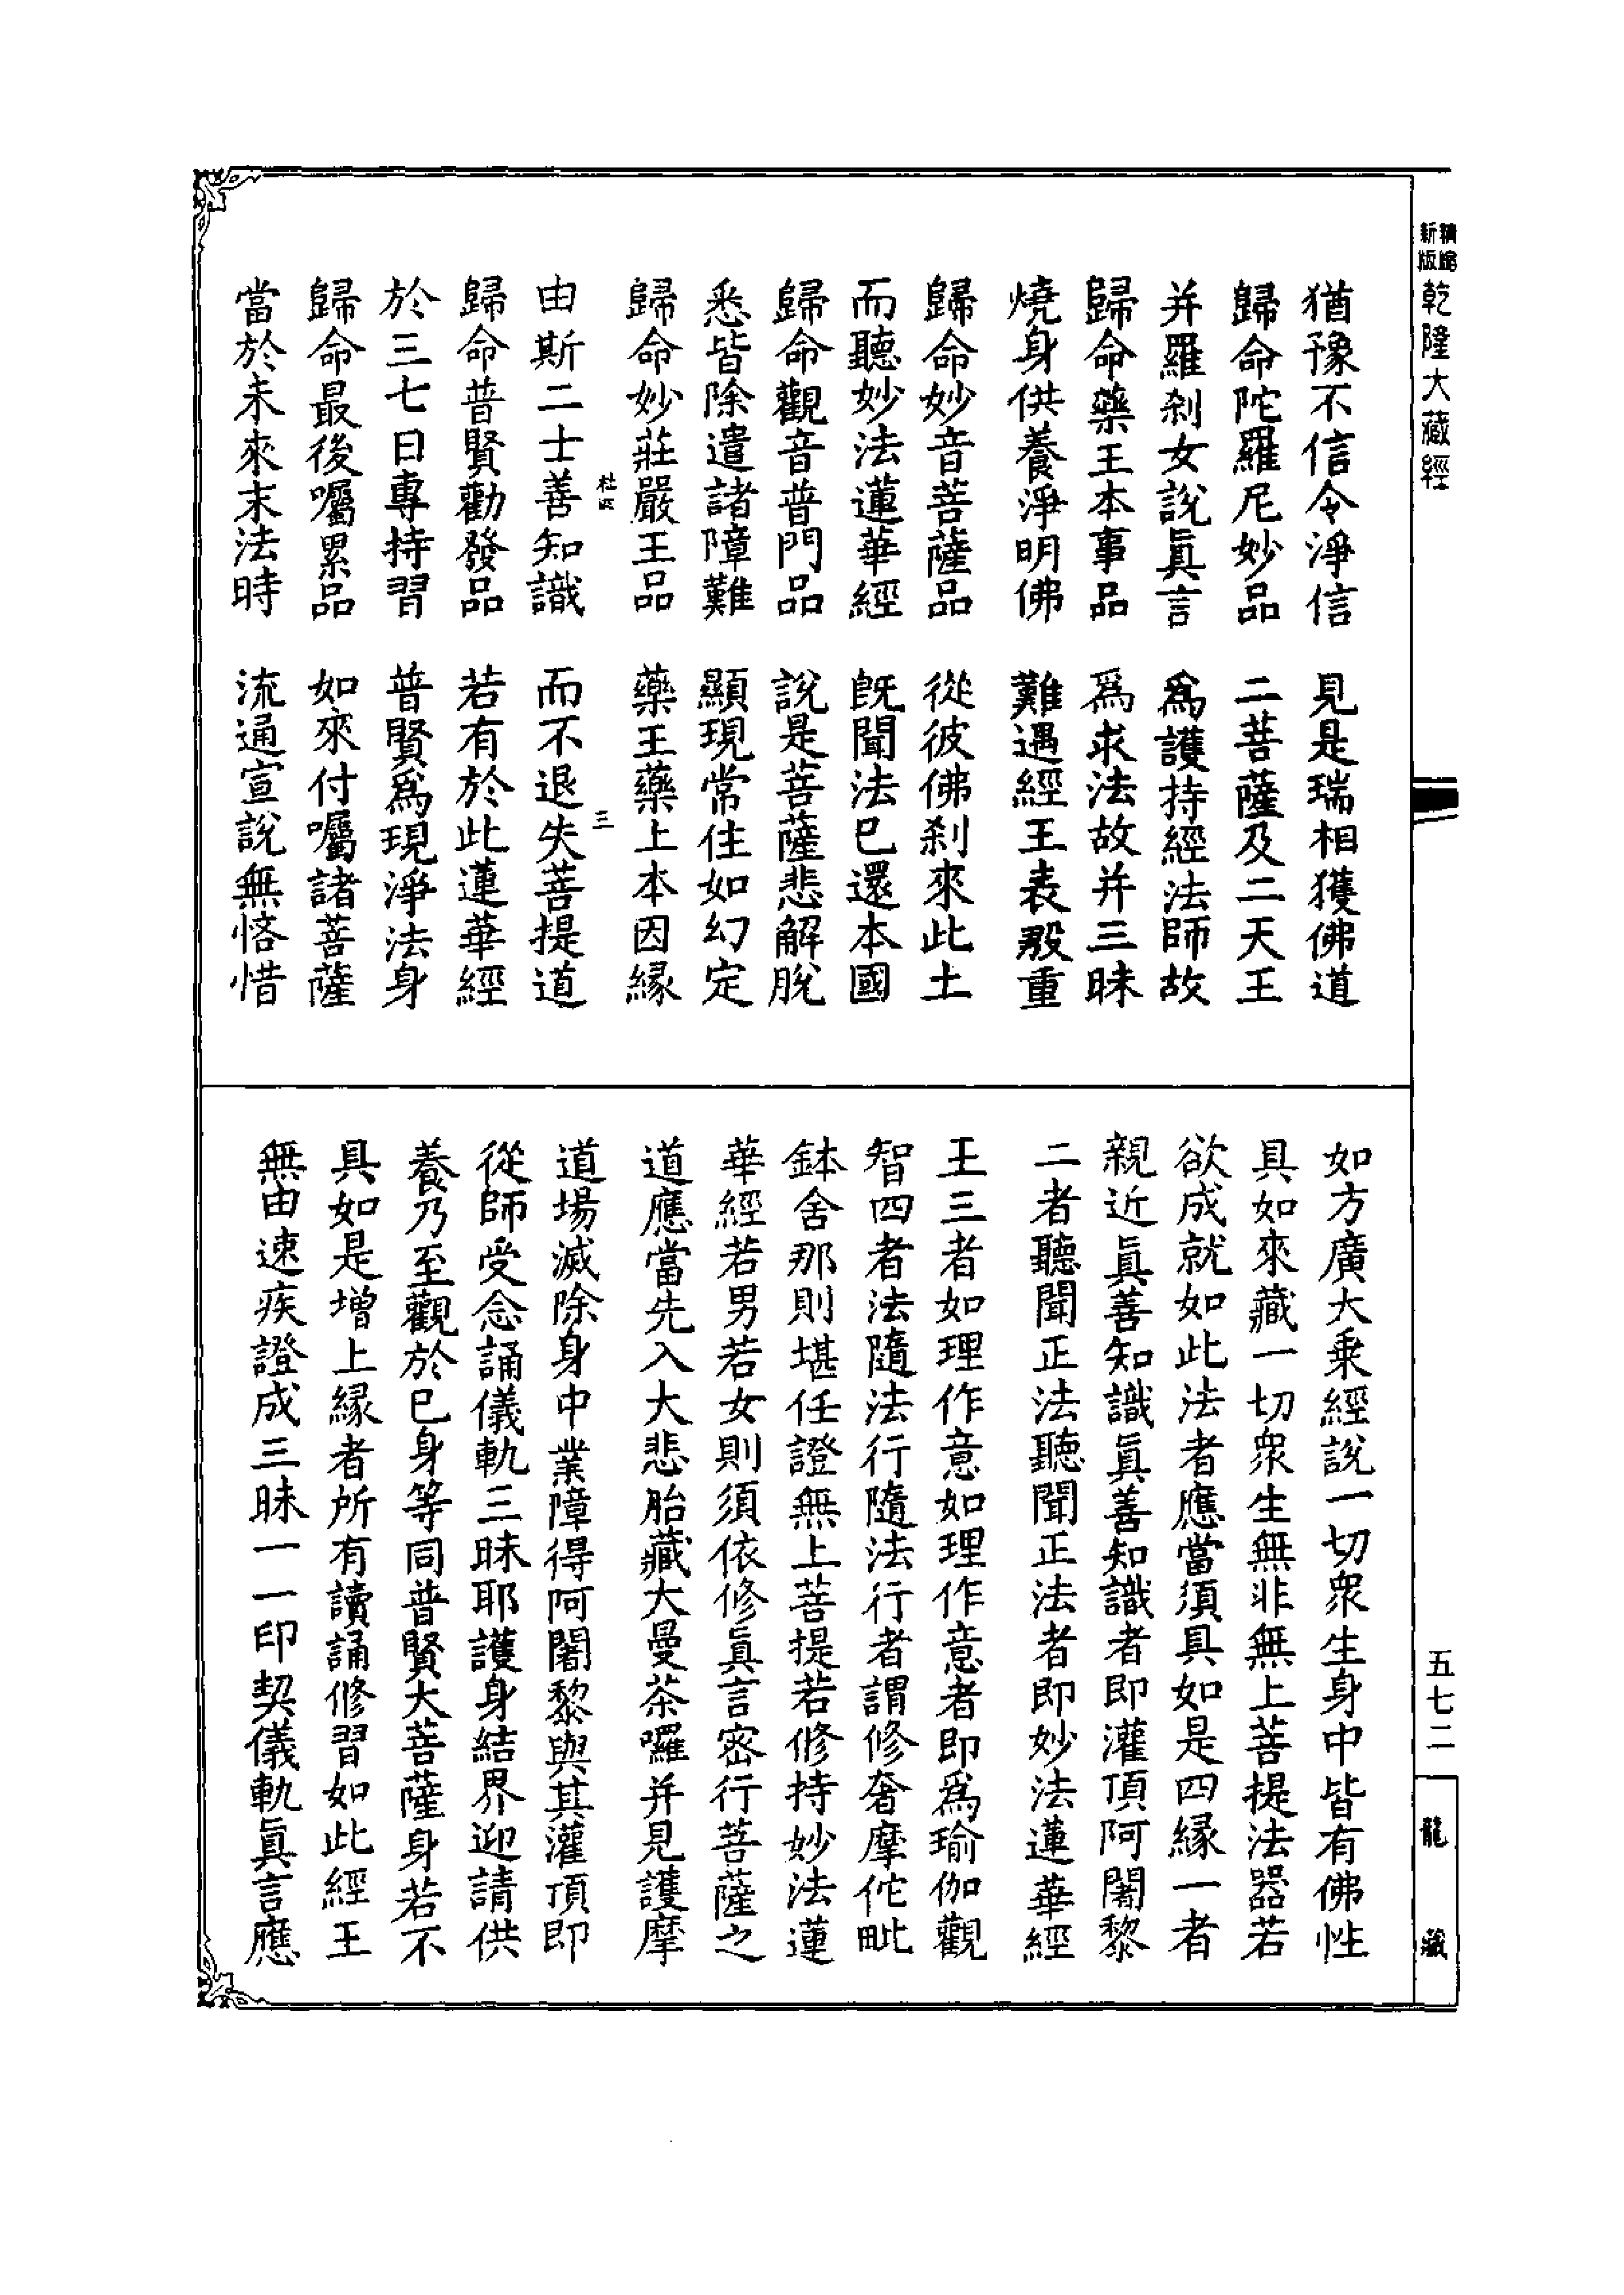 新版
精縮
乾隆大藏經
五七二
龍藏
猶豫不信令淨信　見是瑞相獲佛道
歸命陀羅尼妙品　二菩薩及二天王
并羅刹女說眞言　爲護持經法師故
歸命藥王本事品　爲求法故并三昧
燒身供養淨明佛　難遇經王表殷重
歸命妙音菩薩品　從彼佛刹來此土
而聽妙法蓮華經　旣聞法已還本國
歸命觀音普門品　說是菩薩悲解脫
悉皆除遣諸障難　顯現常住如幻定
歸命妙莊嚴王品　藥王藥上本因緣
三
由斯二士善知識　而不退失菩提道
歸命普賢勸發品　若有於此蓮華經
於三七日專持習　普賢爲現淨法身
歸命最後囑累品　如來付囑諸菩薩
當於未來末法時　流通宣說無悋惜
如方廣大乗經說一切衆生身中皆有佛性
具如來藏一切衆生無非無上菩提法器若
欲成就如此法者應當須具如是四緣一者
親近眞善知識眞善知識者即灌頂阿闍黎
二者聽聞正法聽聞正法者即妙法蓮華經
王三者如理作意如理作意者即爲瑜伽觀
智四者法隨法行隨法行者謂修奢摩佗毗
鉢舍那則堪任證無上菩提若修持妙法蓮
華經若男若女則須依修眞言密行菩薩之
道應當先入大悲胎藏大曼茶囉并見護摩
道場滅除身中業障得阿闍黎與其灌頂即
從師受念誦儀軌三昧耶護身結界迎請供
養乃至觀於巳身等同普賢大菩薩身若不
具如是增上緣者所有讀誦修習如此經王
無由速疾證成三昧一一印契儀軌眞言應